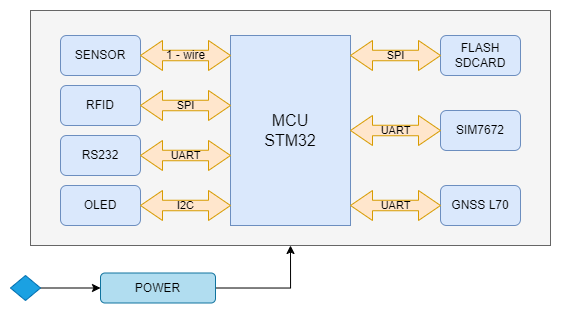 SENSOR
1 - wire
RFID
SPI
RS232
UART
OLED
I2C
MCU
STM32
SPI
FLASH
SDCARD
UART
SIM7672
UART
GNSS L70
POWER